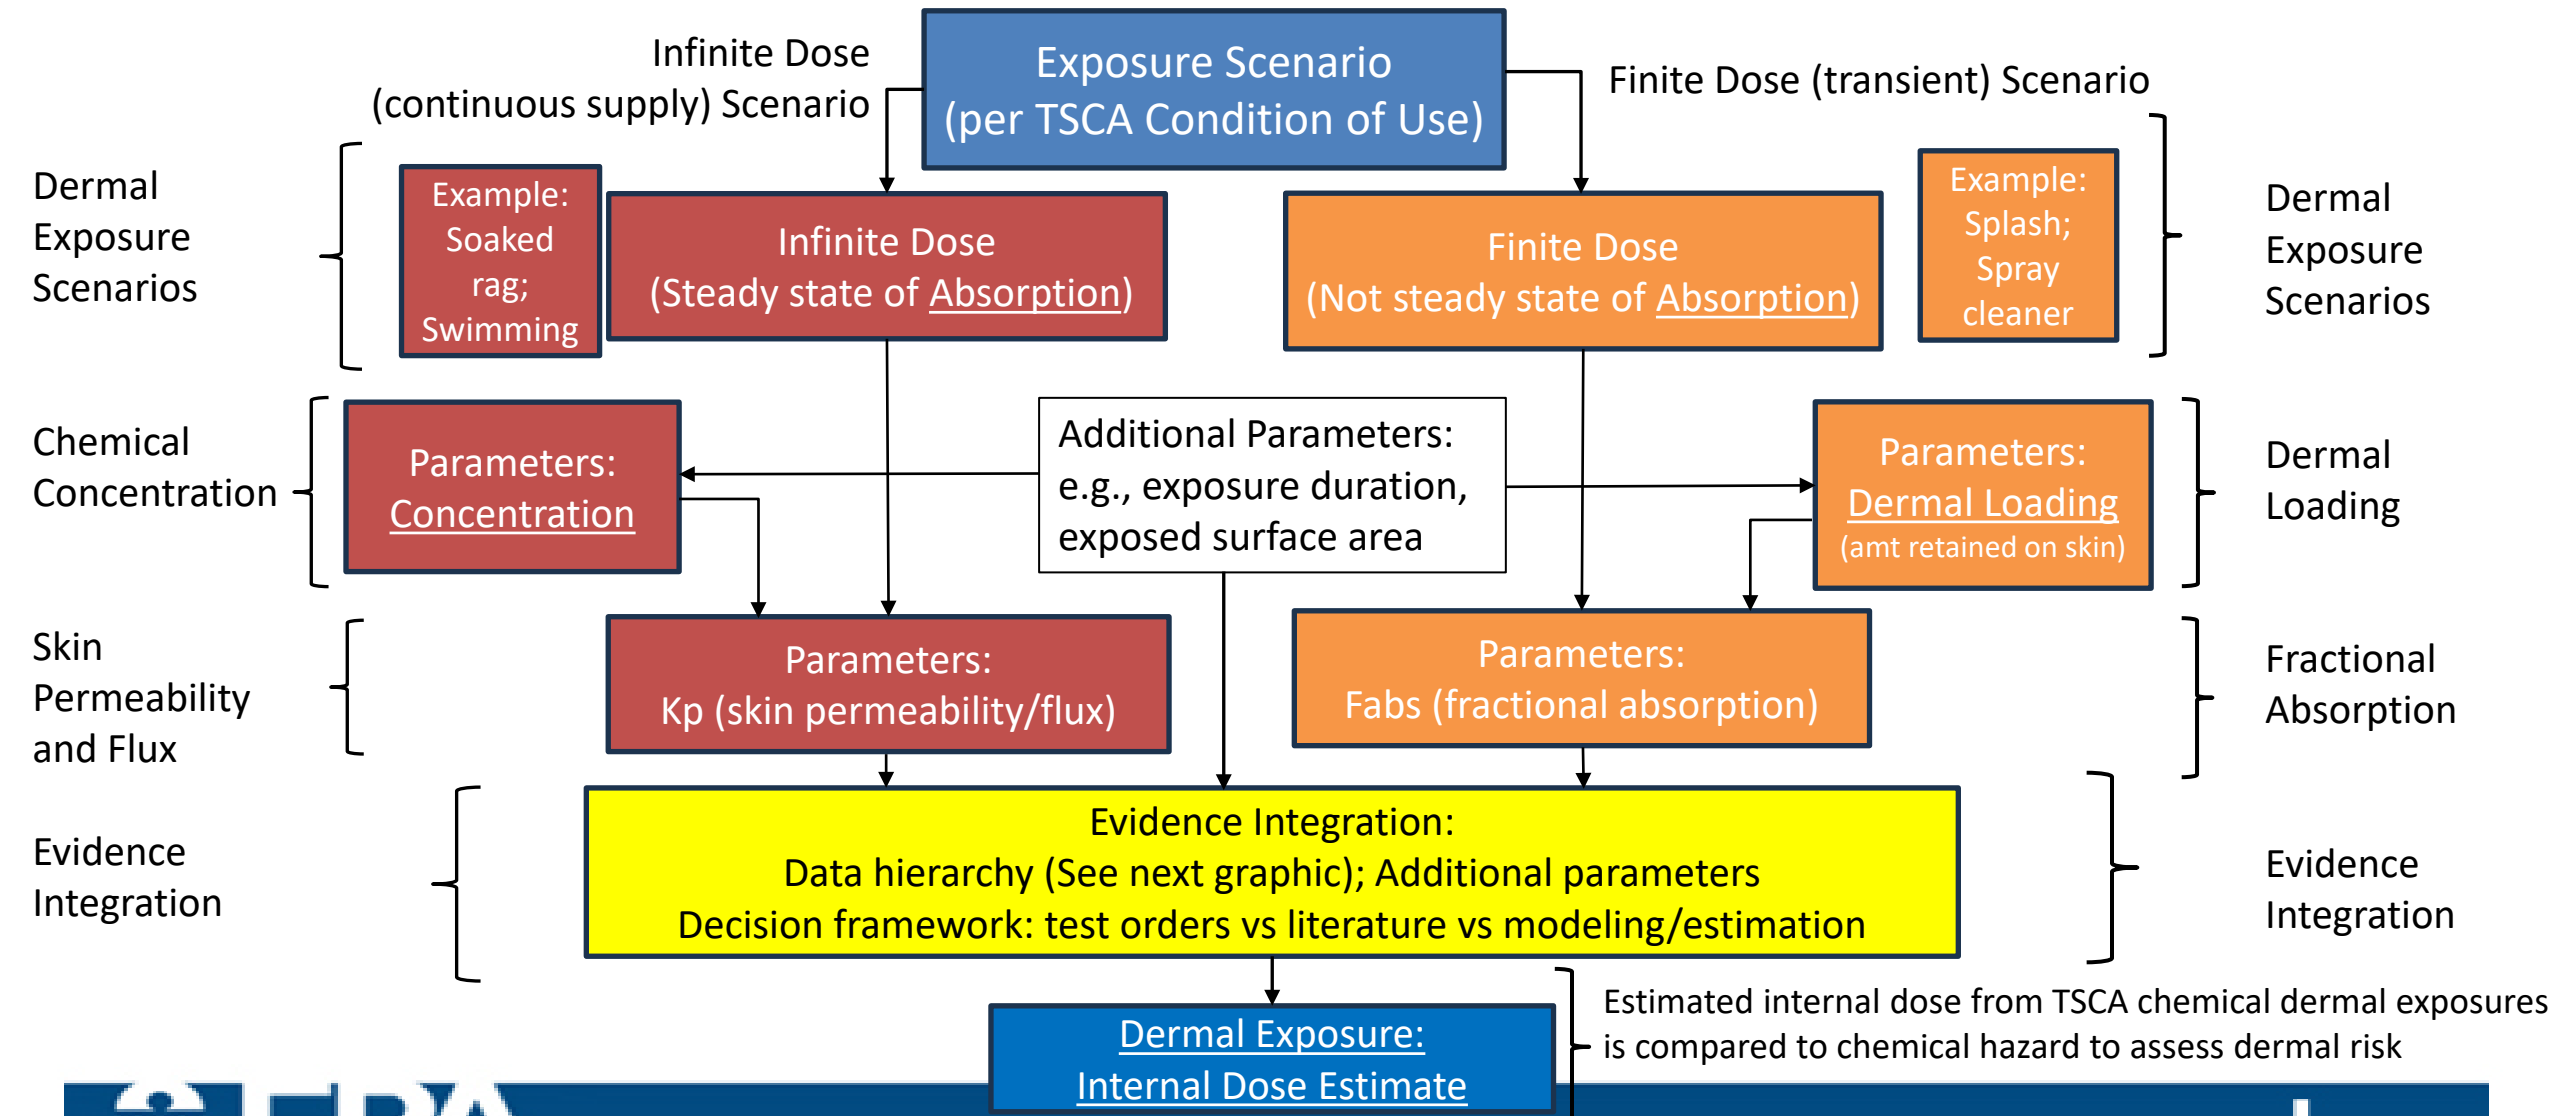 Infinite Dose
(continuous supply) Scenario
Exposure Scenario
(per TSCA Condition of Use)
Finite Dose (transient) Scenario
Dermal
Exposure
Scenarios
Example:
Soaked
rag;
Swimming
Infinite Dose
(Steady state of Absorption)
Finite Dose
(Not steady state of Absorption)
Example:
Splash;
Spray
cleaner
Dermal
Exposure
Scenarios
Chemical
Concentration
Parameters:
Concentration
Additional Parameters:
e.g., exposure duration,
exposed surface area
Parameters:
Dermal Loading
(amt retained on skin)
Dermal
Loading
Skin
Permeability
and Flux
Parameters:
Kp (skin permeability/flux)
Parameters:
Fabs (fractional absorption)
Fractional
Absorption
Evidence
Integration
Evidence Integration:
Data hierarchy (See next graphic); Additional parameters
Decision framework: test orders vs literature vs modeling/estimation
Evidence
Integration
Dermal Exposure:
Internal Dose Estimate
Estimated internal dose from TSCA chemical dermal exposures
is compared to chemical hazard to assess dermal risk